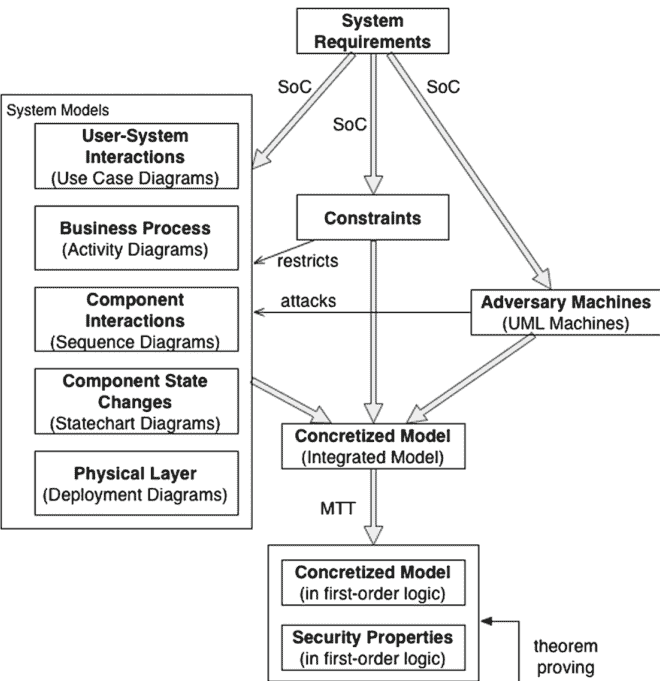 System
Requirements
SoC
SoC
SoC
System Models
User-System
Interactions
(Use Case Diagrams)
Business Process
(Activity Diagrams)
Component
Interactions
(Sequence Diagrams)
Component State
Changes
(Statechart Diagrams)
Physical Layer
(Deployment Diagrams)
Constraints
restricts
attacks
Adversary Machines
(UML Machines)
Concretized Model
(Integrated Model)
MTT
Concretized Model
(in first-order logic)
Security Properties
(in first-order logic)
theorem
proving